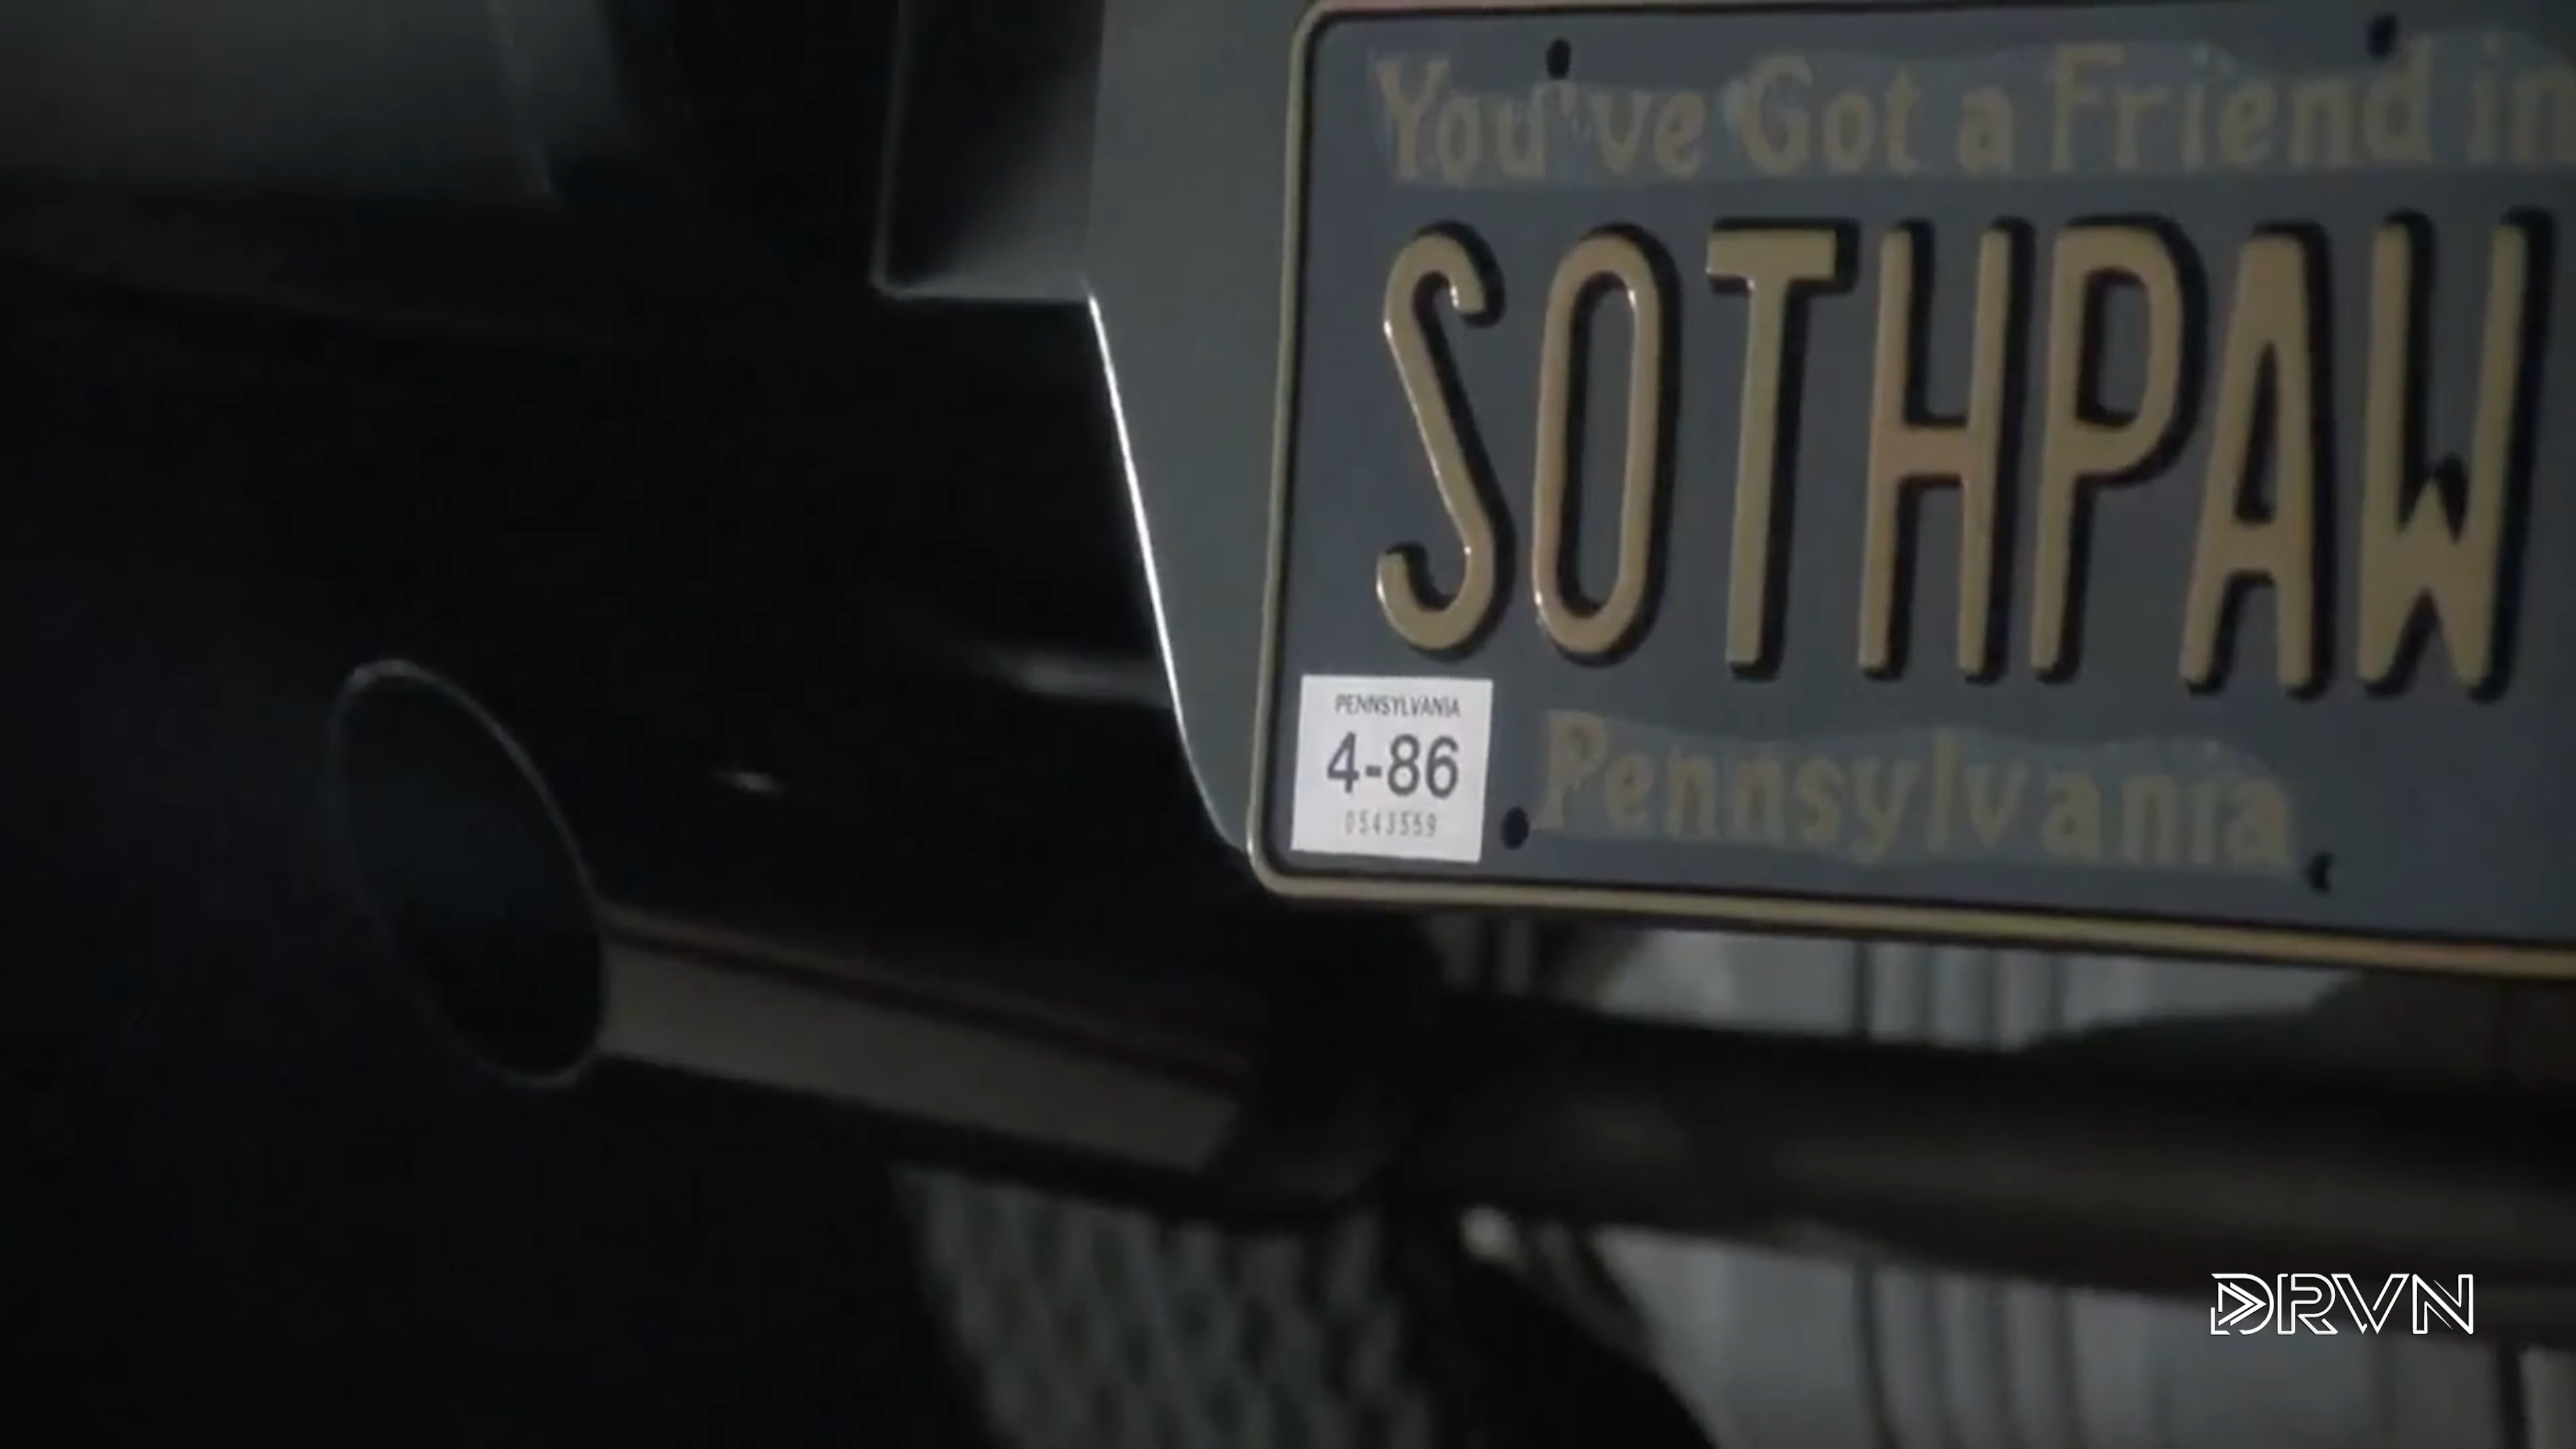 You've Got a Friend in
SOTHPAW
PENNSYLVANIA
4-86
0543559
Pennsylvania
DRVN